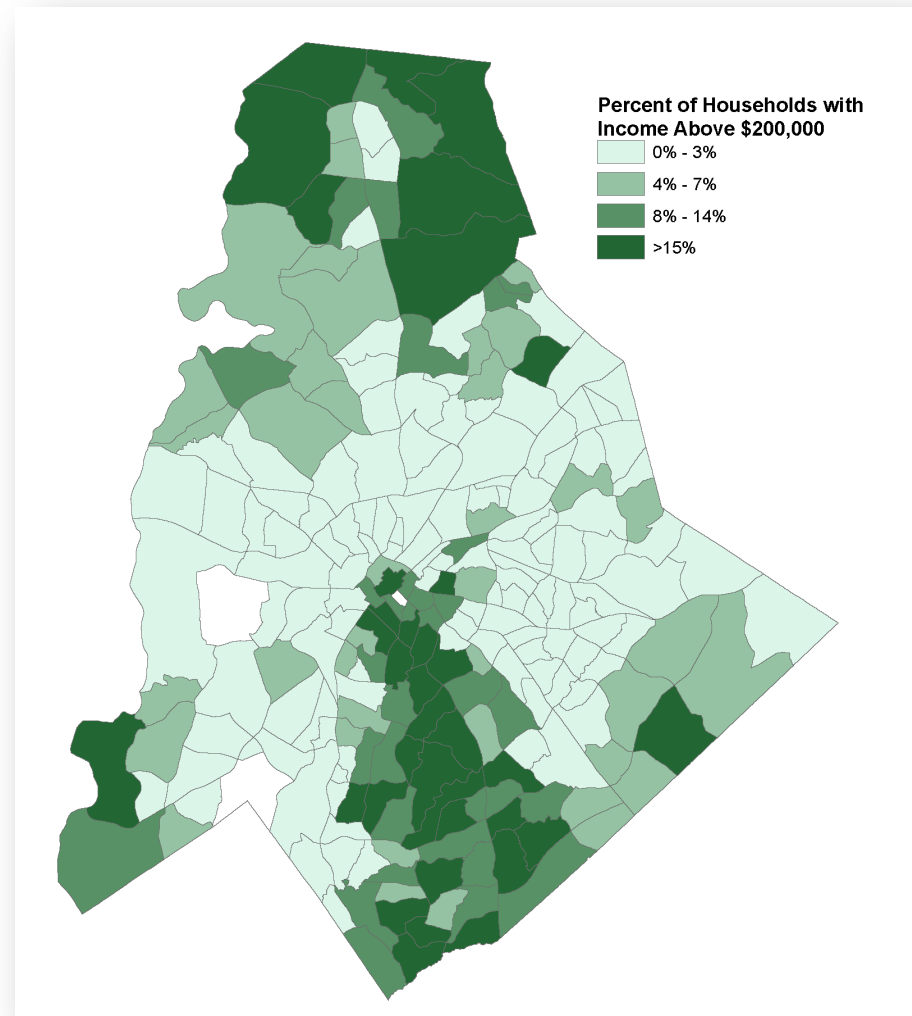 Percent of Households with
Income Above $200,000
0% - 3%
4% - 7%
8% - 14%
>15%